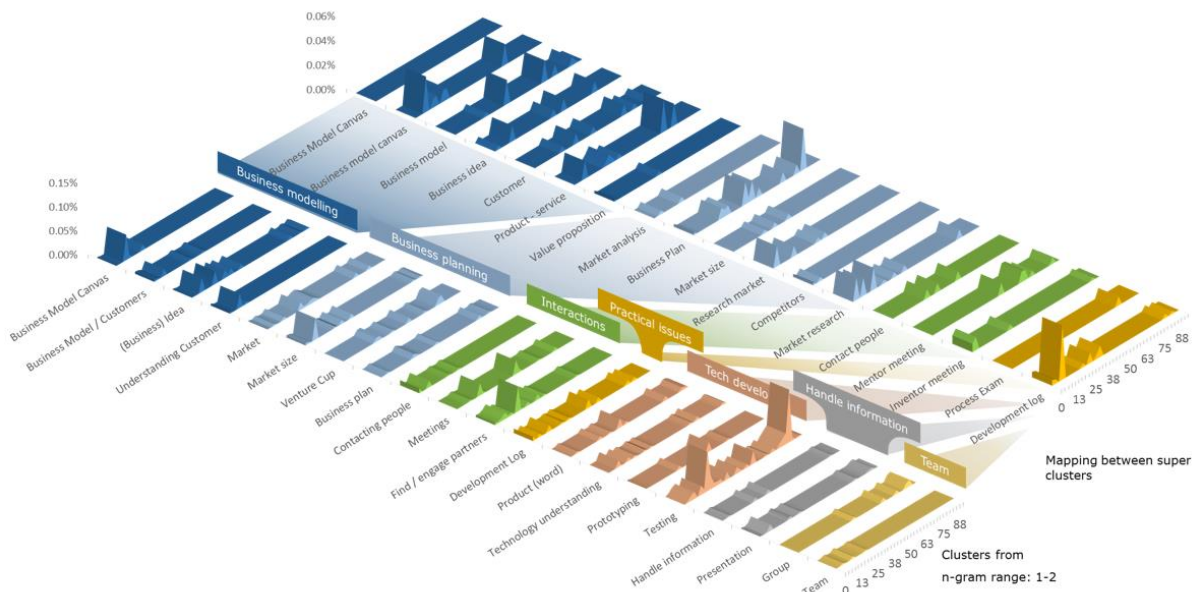 0.06%
0.04%
0.02%
0.00%
Business Model Canvas
Business model canvas
Business model
Business idea
Customer
Product - service
Value proposition
Market analysis
Business Plan
Market size
Research market
Competitors
Market research
Contact people
Mentor meeting
Inventor meeting
Process Exam
Development log
0
13
25
38
50
63
75
88
Business modelling
Business planning
Interactions
Practical issues
Tech develo
Handle information
Team
Mapping between super
clusters
0.15%
0.10%
0.05%
0.00%
Business Model Canvas
Business Model / Customers
(Business) Idea
Understanding Customer
Market
Market size
Venture Cup
Business plan
Contacting people
Meetings
Find / engage partners
Development Log
Product (word)
Technology understanding
Prototyping
Testing
Handle information
Presentation
Group
Team
0
13
25
38
50
63
75
88
Clusters from
n-gram range: 1-2